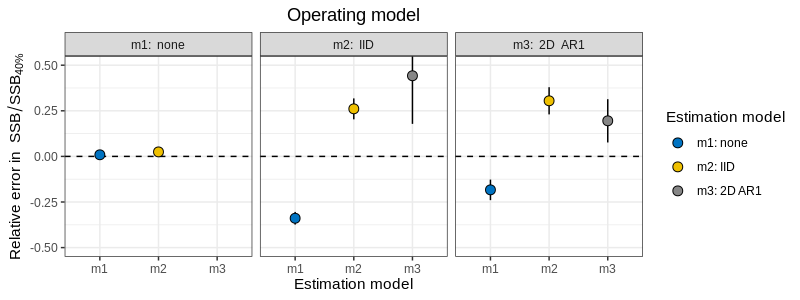 Operating model
m1: none
m2: IID
m3: 2D AR1
Relative error in SSB/SSB40%
0.50
0.25
0.00
-0.25
-0.50
m1 m2 m3
m1 m2 m3
m1 m2 m3
Estimation model
Estimation model
m1: none
m2: IID
m3: 2D AR1